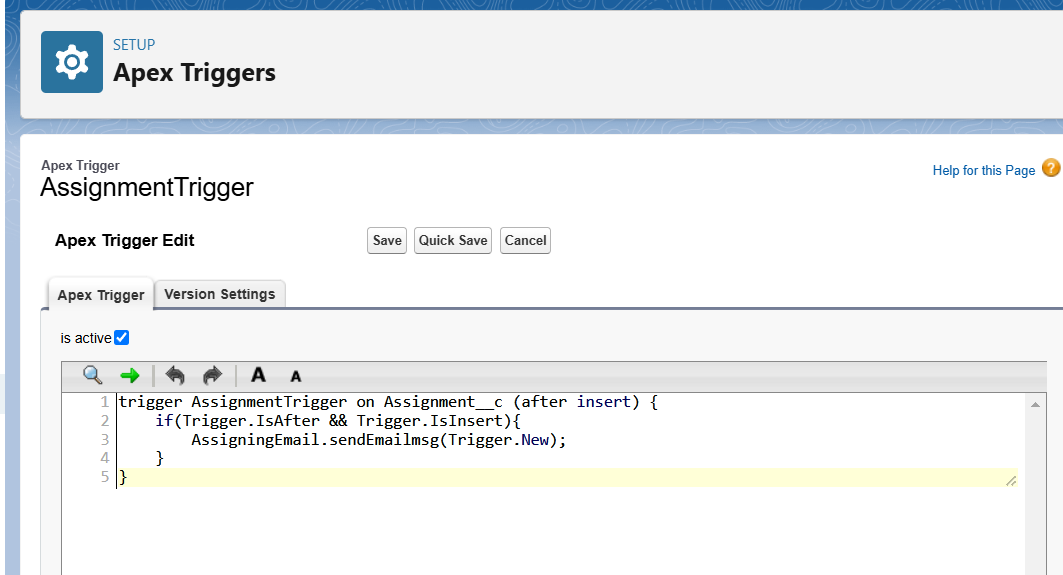 SETUP
Apex Triggers
Apex Trigger
Help for this Page ?
AssignmentTrigger
Apex Trigger Edit Save Quick Save Cancel
Apex Trigger Version Settings
is active
A A
1 trigger AssignmentTrigger on Assignment__c (after insert) {
2 if(Trigger.IsAfter && Trigger.IsInsert){
3 AssigningEmail.sendEmailmsg(Trigger.New);
4 }
5 }